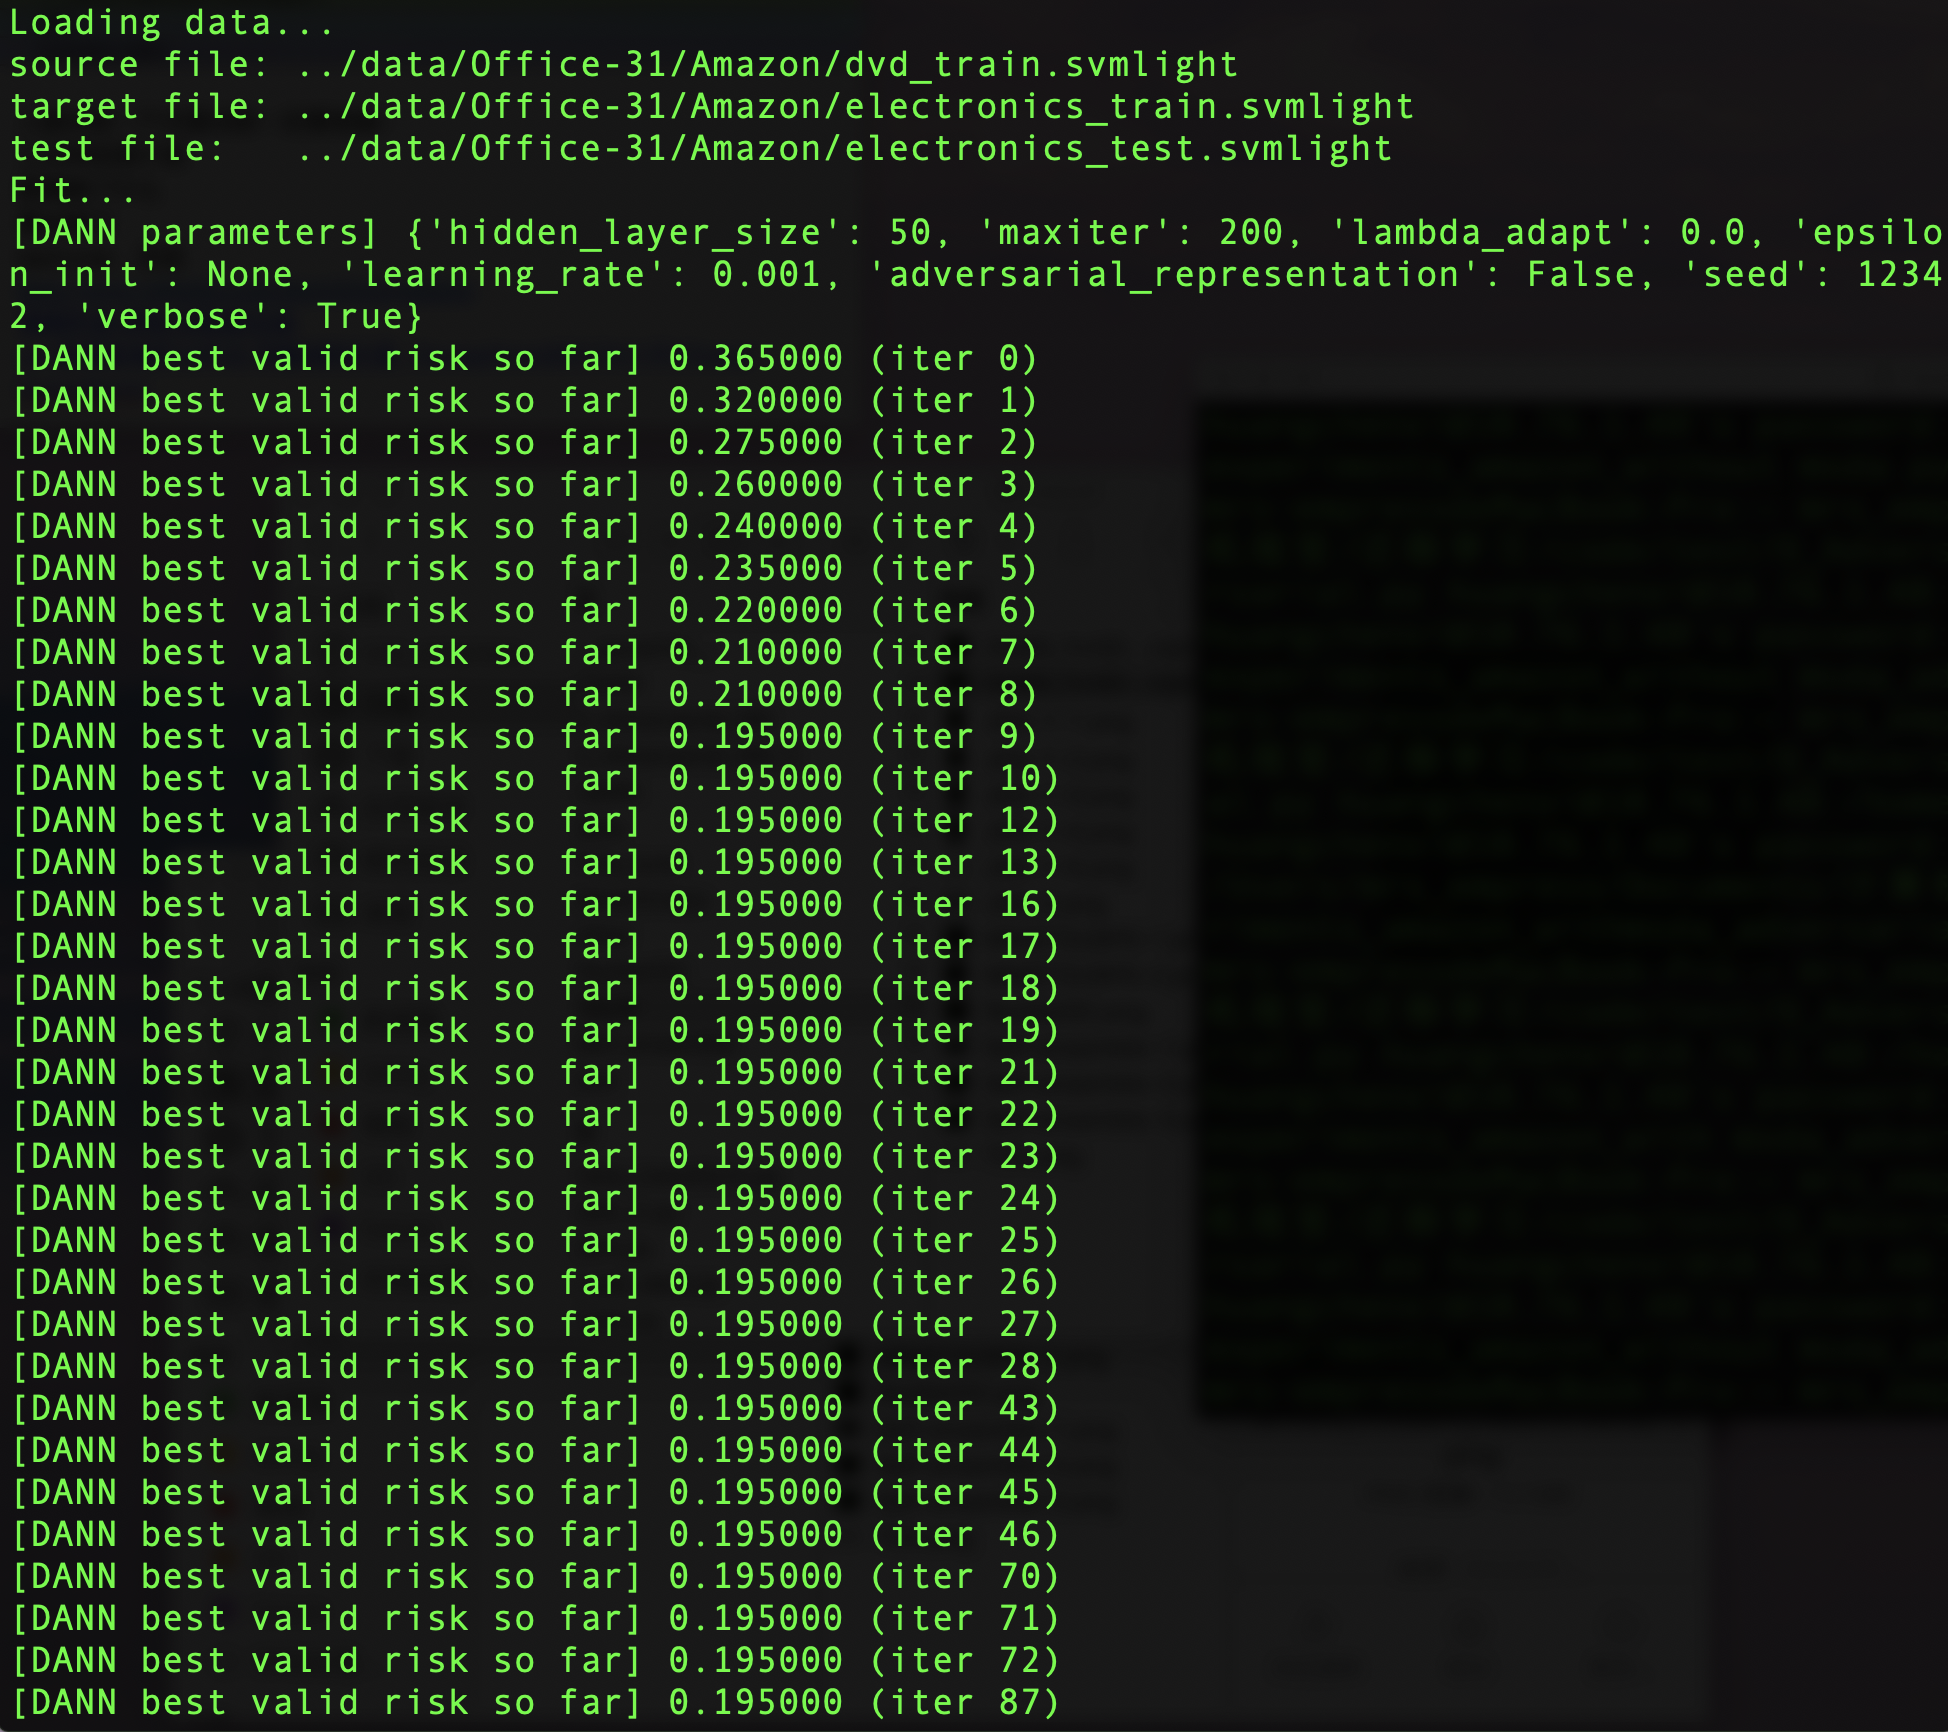 Loading data...
source file: ../data/Office-31/Amazon/dvd_train.svmlight
target file: ../data/Office-31/Amazon/electronics_train.svmlight
test file:   ../data/Office-31/Amazon/electronics_test.svmlight
Fit...
[DANN parameters] {'hidden_layer_size': 50, 'maxiter': 200, 'lambda_adapt': 0.0, 'epsilo
n_init': None, 'learning_rate': 0.001, 'adversarial_representation': False, 'seed': 1234
2, 'verbose': True}
[DANN best valid risk so far] 0.365000 (iter 0)
[DANN best valid risk so far] 0.320000 (iter 1)
[DANN best valid risk so far] 0.275000 (iter 2)
[DANN best valid risk so far] 0.260000 (iter 3)
[DANN best valid risk so far] 0.240000 (iter 4)
[DANN best valid risk so far] 0.235000 (iter 5)
[DANN best valid risk so far] 0.220000 (iter 6)
[DANN best valid risk so far] 0.210000 (iter 7)
[DANN best valid risk so far] 0.210000 (iter 8)
[DANN best valid risk so far] 0.195000 (iter 9)
[DANN best valid risk so far] 0.195000 (iter 10)
[DANN best valid risk so far] 0.195000 (iter 12)
[DANN best valid risk so far] 0.195000 (iter 13)
[DANN best valid risk so far] 0.195000 (iter 16)
[DANN best valid risk so far] 0.195000 (iter 17)
[DANN best valid risk so far] 0.195000 (iter 18)
[DANN best valid risk so far] 0.195000 (iter 19)
[DANN best valid risk so far] 0.195000 (iter 21)
[DANN best valid risk so far] 0.195000 (iter 22)
[DANN best valid risk so far] 0.195000 (iter 23)
[DANN best valid risk so far] 0.195000 (iter 24)
[DANN best valid risk so far] 0.195000 (iter 25)
[DANN best valid risk so far] 0.195000 (iter 26)
[DANN best valid risk so far] 0.195000 (iter 27)
[DANN best valid risk so far] 0.195000 (iter 28)
[DANN best valid risk so far] 0.195000 (iter 43)
[DANN best valid risk so far] 0.195000 (iter 44)
[DANN best valid risk so far] 0.195000 (iter 45)
[DANN best valid risk so far] 0.195000 (iter 46)
[DANN best valid risk so far] 0.195000 (iter 70)
[DANN best valid risk so far] 0.195000 (iter 71)
[DANN best valid risk so far] 0.195000 (iter 72)
[DANN best valid risk so far] 0.195000 (iter 87)